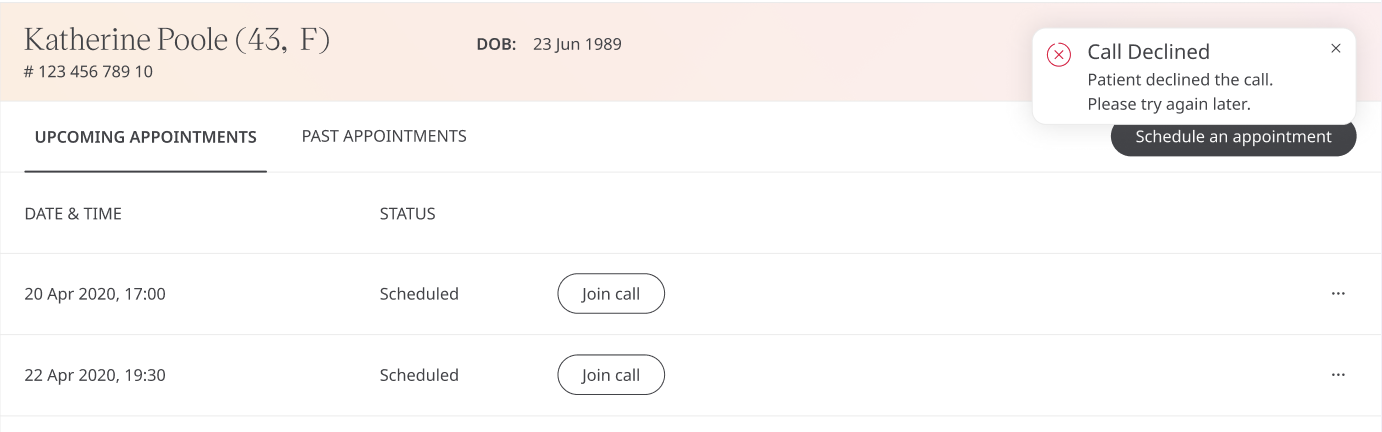 Katherine Poole (43, F)
# 123 456 789 10
DOB: 23 Jun 1989
Call Declined
Patient declined the call.
Please try again later.
UPCOMING APPOINTMENTS
PAST APPOINTMENTS
Schedule an appointment
DATE & TIME
STATUS
20 Apr 2020, 17:00
Scheduled
Join call
...
22 Apr 2020, 19:30
Scheduled
Join call
...